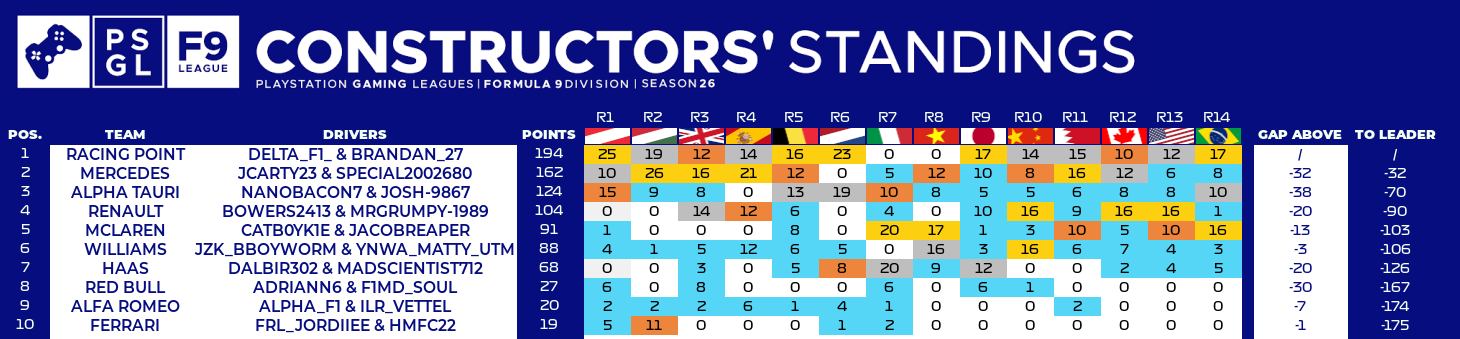 PS GL F9 LEAGUE CONSTRUCTORS' STANDINGS
PLAYSTATION GAMING LEAGUES | FORMULA 9 DIVISION | SEASON 26
R1 R2 R3 R4 R5 R6 R7 R8 R9 R10 R11 R12 R13 R14
POS. TEAM DRIVERS POINTS GAP ABOVE TO LEADER
1 RACING POINT DELTA_F1_ & BRANDAN_27 194 25 19 12 14 16 23 0 0 17 14 15 10 12 17 / /
2 MERCEDES JCARTY23 & SPECIAL2002680 162 10 26 16 21 12 0 5 12 10 8 16 12 6 8 -32 -32
3 ALPHA TAURI NANOBACON7 & JOSH-9867 124 15 9 8 0 13 19 10 8 5 5 6 8 8 10 -38 -70
4 RENAULT BOWERS2413 & MRGRUMPY-1989 104 0 0 14 12 6 0 4 0 10 16 9 16 16 1 -20 -90
5 MCLAREN CATB0YK1E & JACOBREAPER 91 1 0 0 0 8 0 20 17 1 3 10 5 10 16 -13 -103
6 WILLIAMS JZK_BBOYWORM & YNWA_MATTY_UTM 88 4 1 5 12 6 5 0 16 3 16 6 7 4 3 -3 -106
7 HAAS DALBIR302 & MADSCIENTIST712 68 0 0 3 0 5 8 20 9 12 0 0 2 4 5 -20 -126
8 RED BULL ADRIANN6 & F1MD_SOUL 27 6 0 8 0 0 0 6 0 6 1 0 0 0 0 -30 -167
9 ALFA ROMEO ALPHA_F1 & ILR_VETTEL 20 2 2 2 6 1 4 1 0 0 0 2 0 0 0 -7 -174
10 FERRARI FRL_JORDIIEE & HMFC22 19 5 11 0 0 0 1 2 0 0 0 0 0 0 0 -1 -175